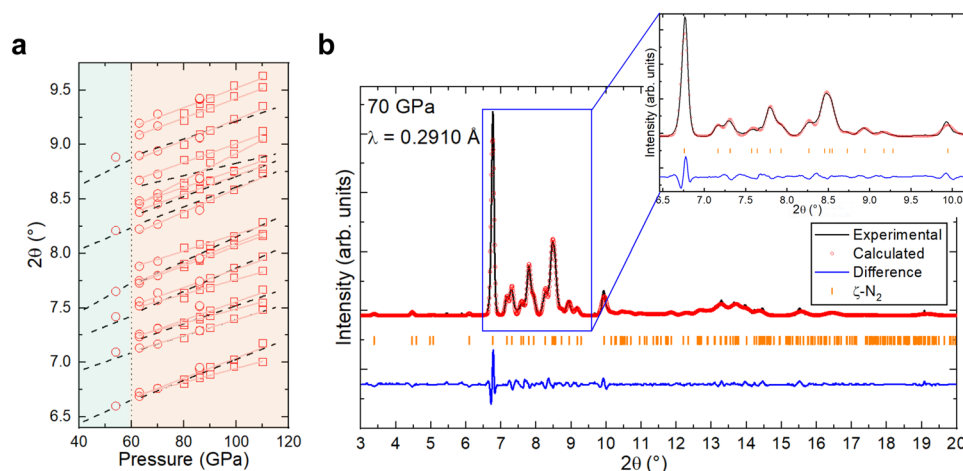 a
9.5
9.0
8.5
8.0
7.5
7.0
6.5
2θ (°)
40 60 80 100 120
Pressure (GPa)
b
70 GPa
λ = 0.2910 Å
Intensity (arb. units)
3 4 5 6 7 8 9 10 11 12 13 14 15 16 17 18 19 20
2θ (°)
Intensity (arb. units)
6.5 7.0 7.5 8.0 8.5 9.0 9.5 10.0
2θ (°)
Experimental
Calculated
Difference
ζ-N₂